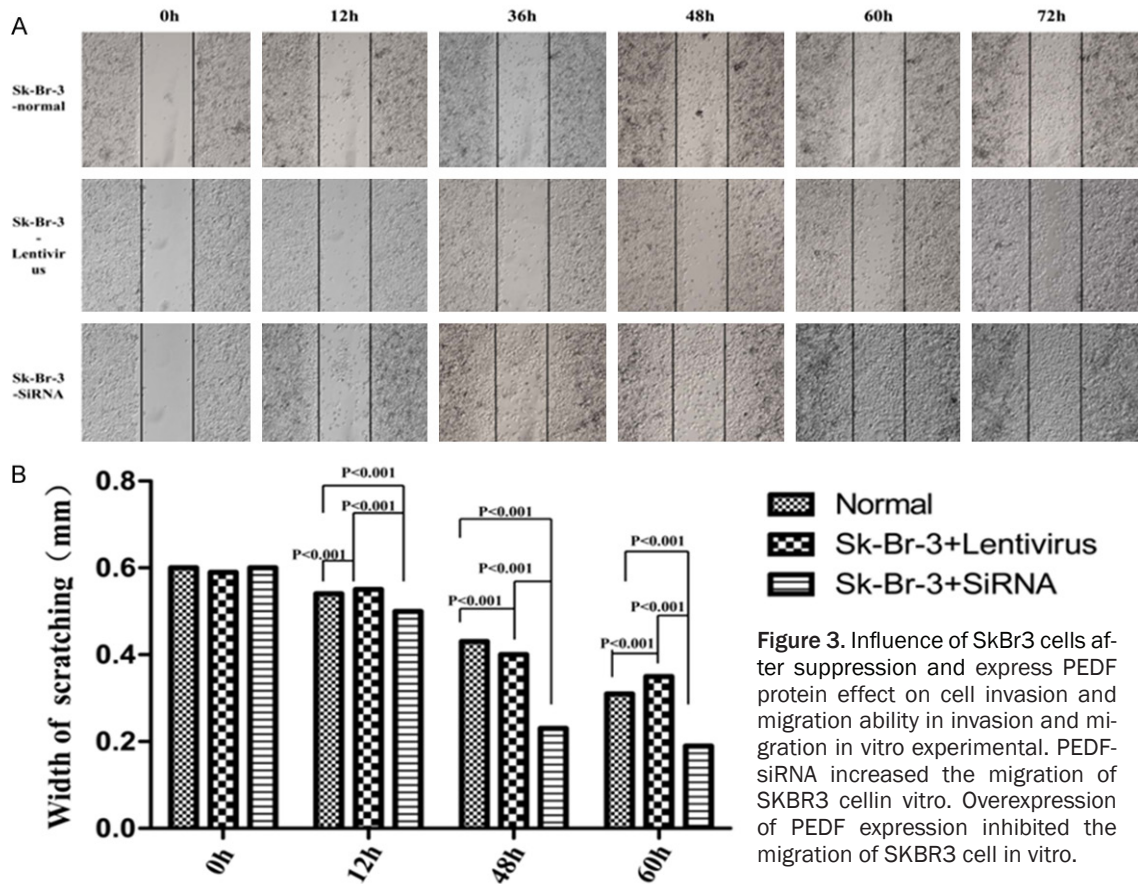 A
0h 12h 36h 48h 60h 72h
Sk-Br-3
-normal
Sk-Br-3
-
Lentivir
us
Sk-Br-3
-SiRNA
B
Width of scratching (mm)
0.8
0.6
0.4
0.2
0.0
P<0.001
P<0.001
P<0.001
P<0.001
P<0.001
P<0.001
P<0.001
P<0.001
P<0.001
0h 12h 48h 60h
Normal
Sk-Br-3+Lentivirus
Sk-Br-3+SiRNA
Figure 3. Influence of SkBr3 cells af-
ter suppression and express PEDF
protein effect on cell invasion and
migration ability in invasion and mi-
gration in vitro experimental. PEDF-
siRNA increased the migration of
SKBR3 cellin vitro. Overexpression
of PEDF expression inhibited the
migration of SKBR3 cell in vitro.